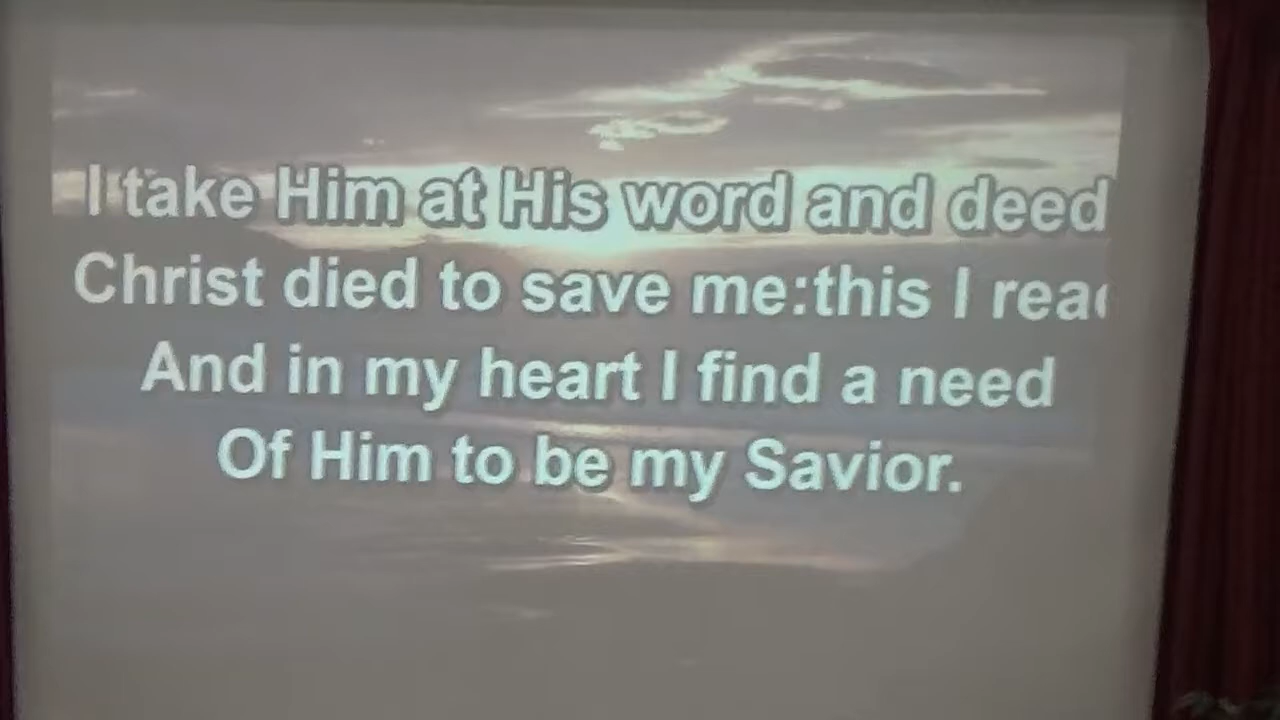 I take Him at His word and deed
Christ died to save me:this I read
And in my heart I find a need
Of Him to be my Savior.